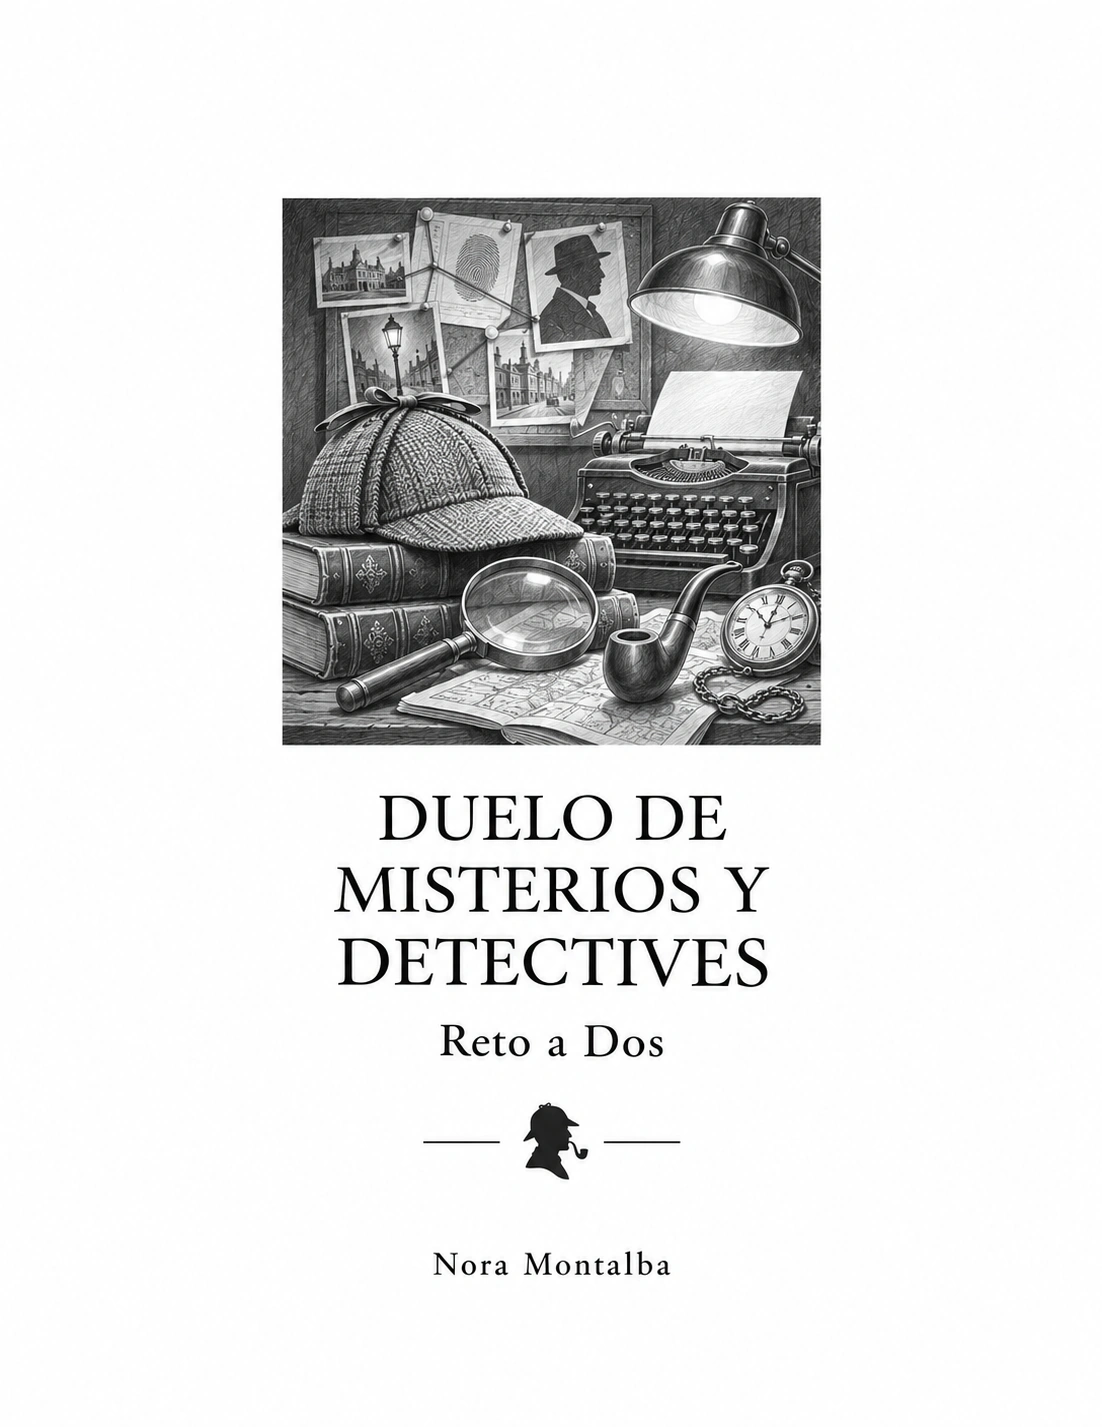 DUELO DE
MISTERIOS Y
DETECTIVES
Reto a Dos
Nora Montalba